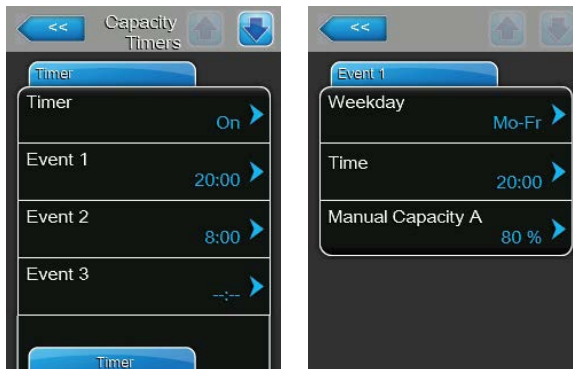 <<
Capacity
Timers
Timer
Timer
On
Event 1
20:00
Event 2
8:00
Event 3
--:--
Timer
<<
Event 1
Weekday
Mo-Fr
Time
20:00
Manual Capacity A
80 %